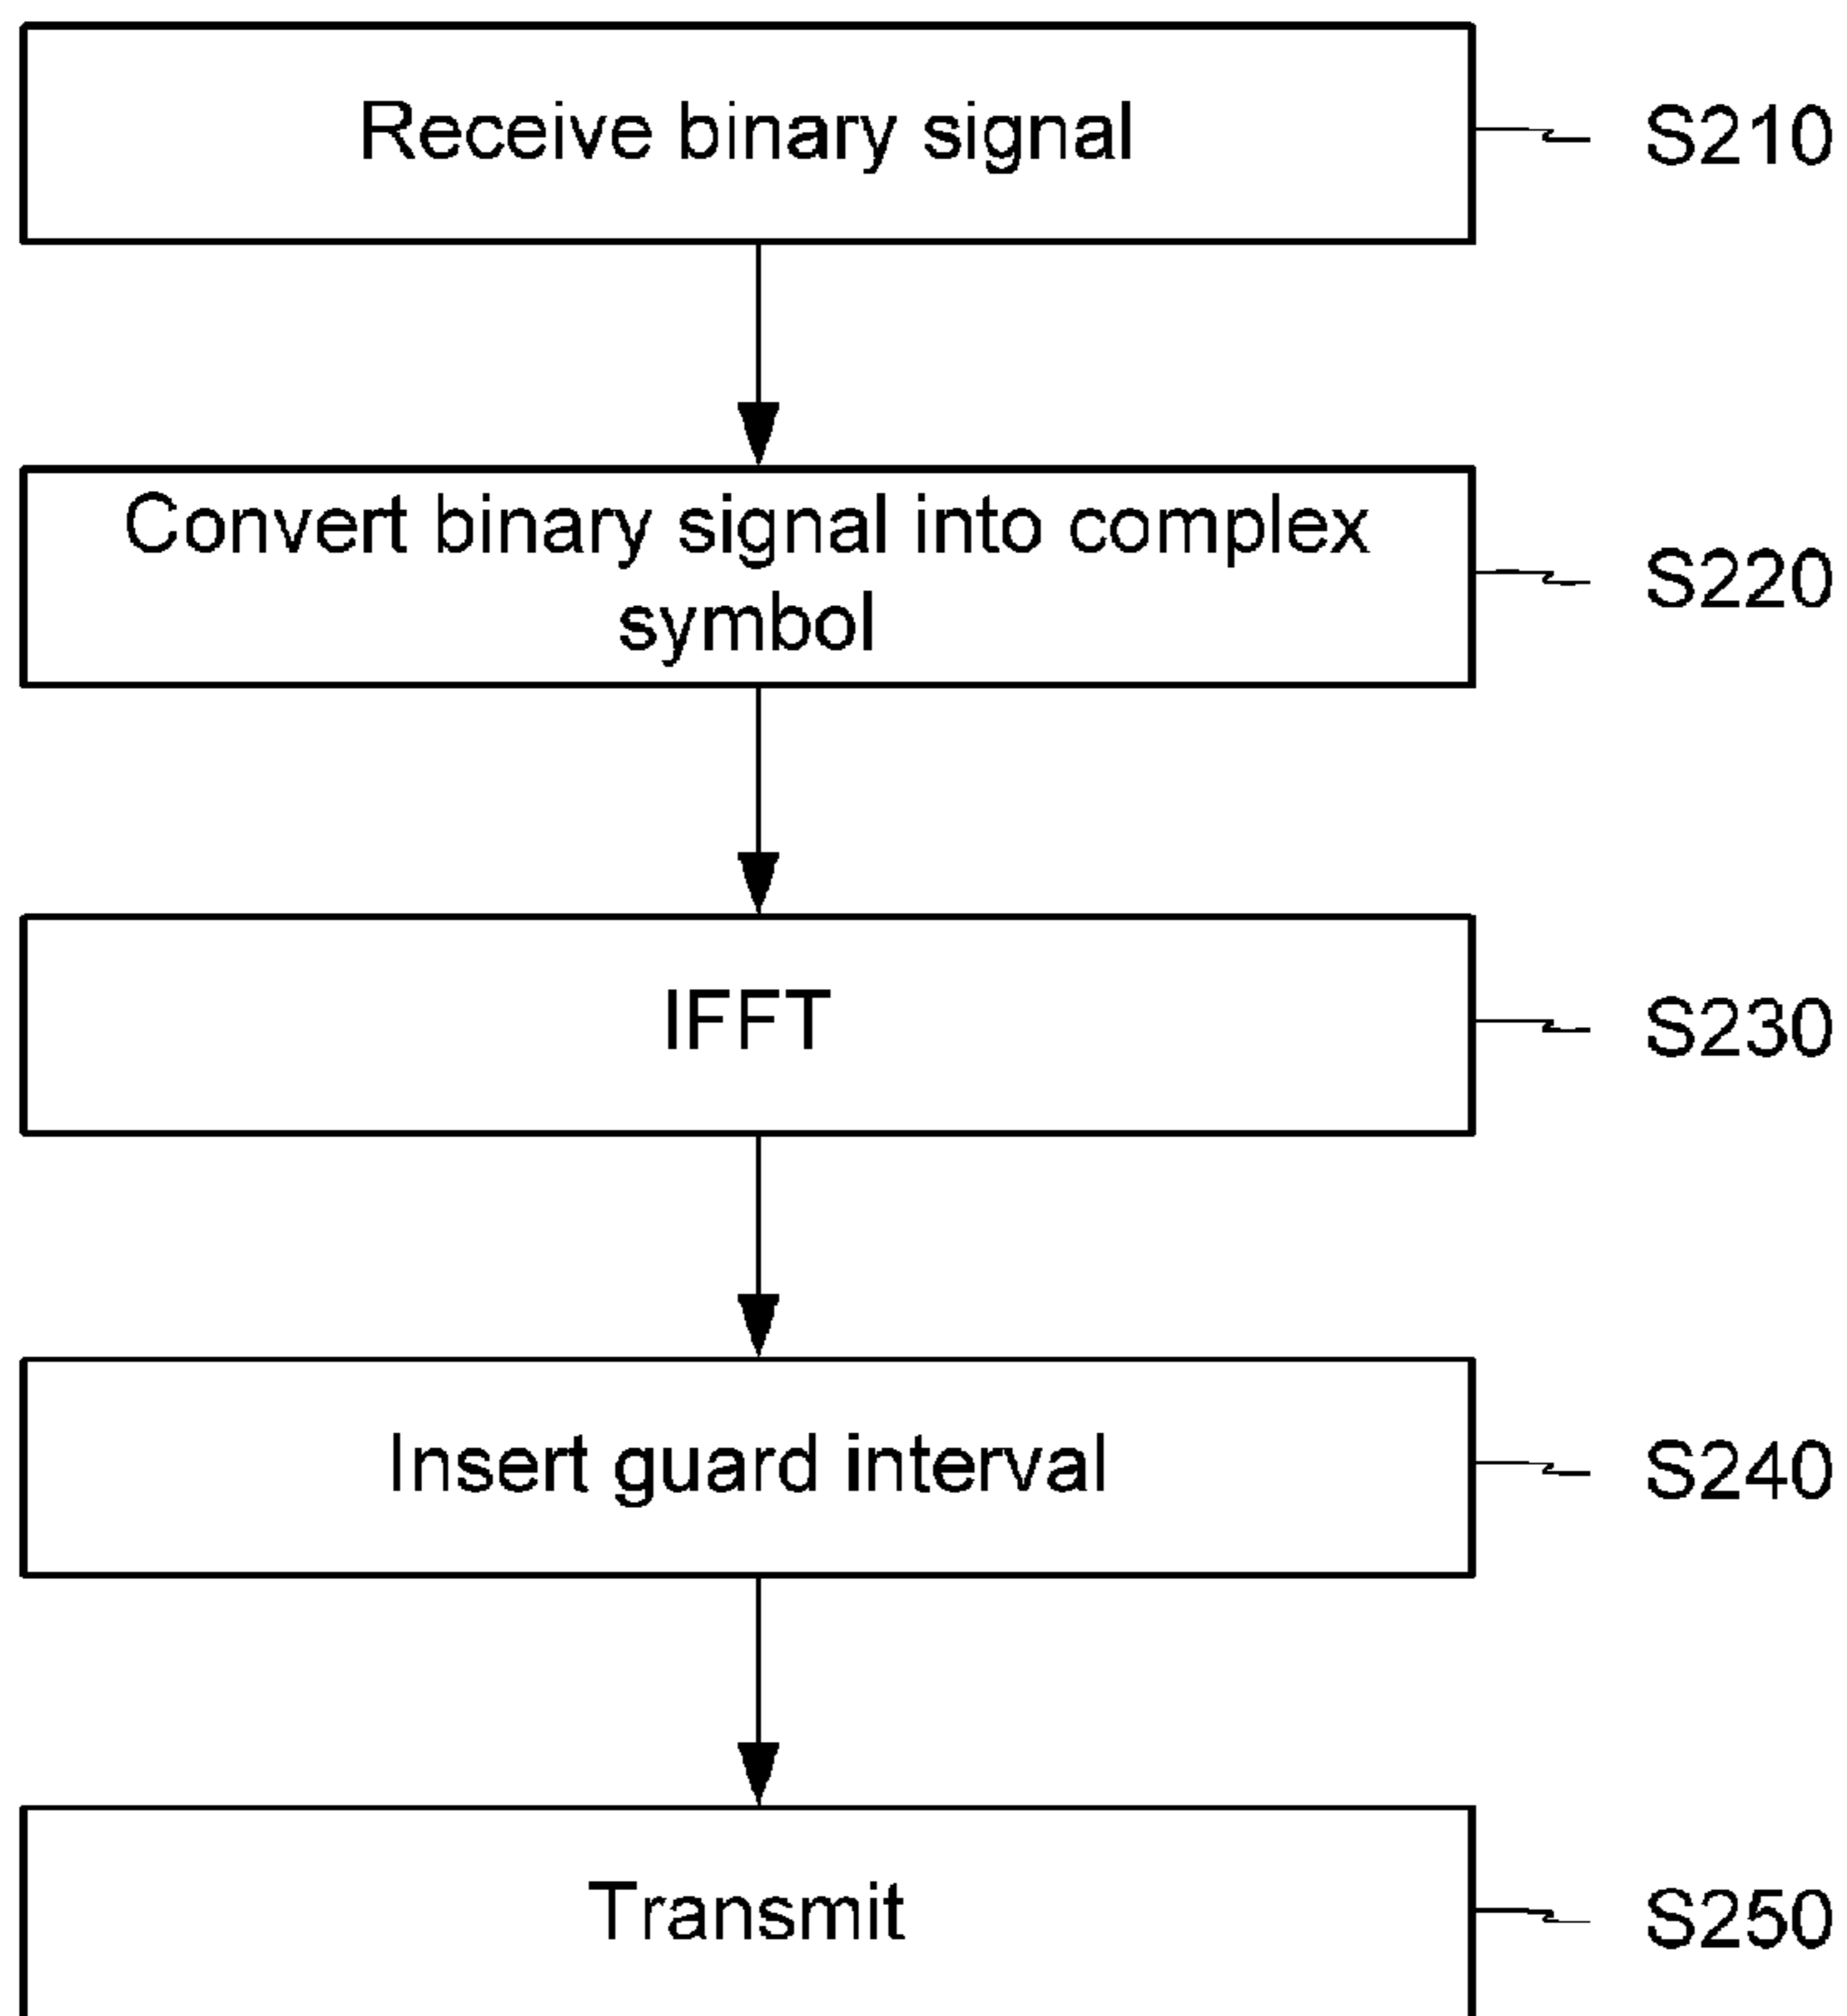 Receive binary signal
S210
Convert binary signal into complex
symbol
S220
IFFT
S230
Insert guard interval
S240
Transmit
S250